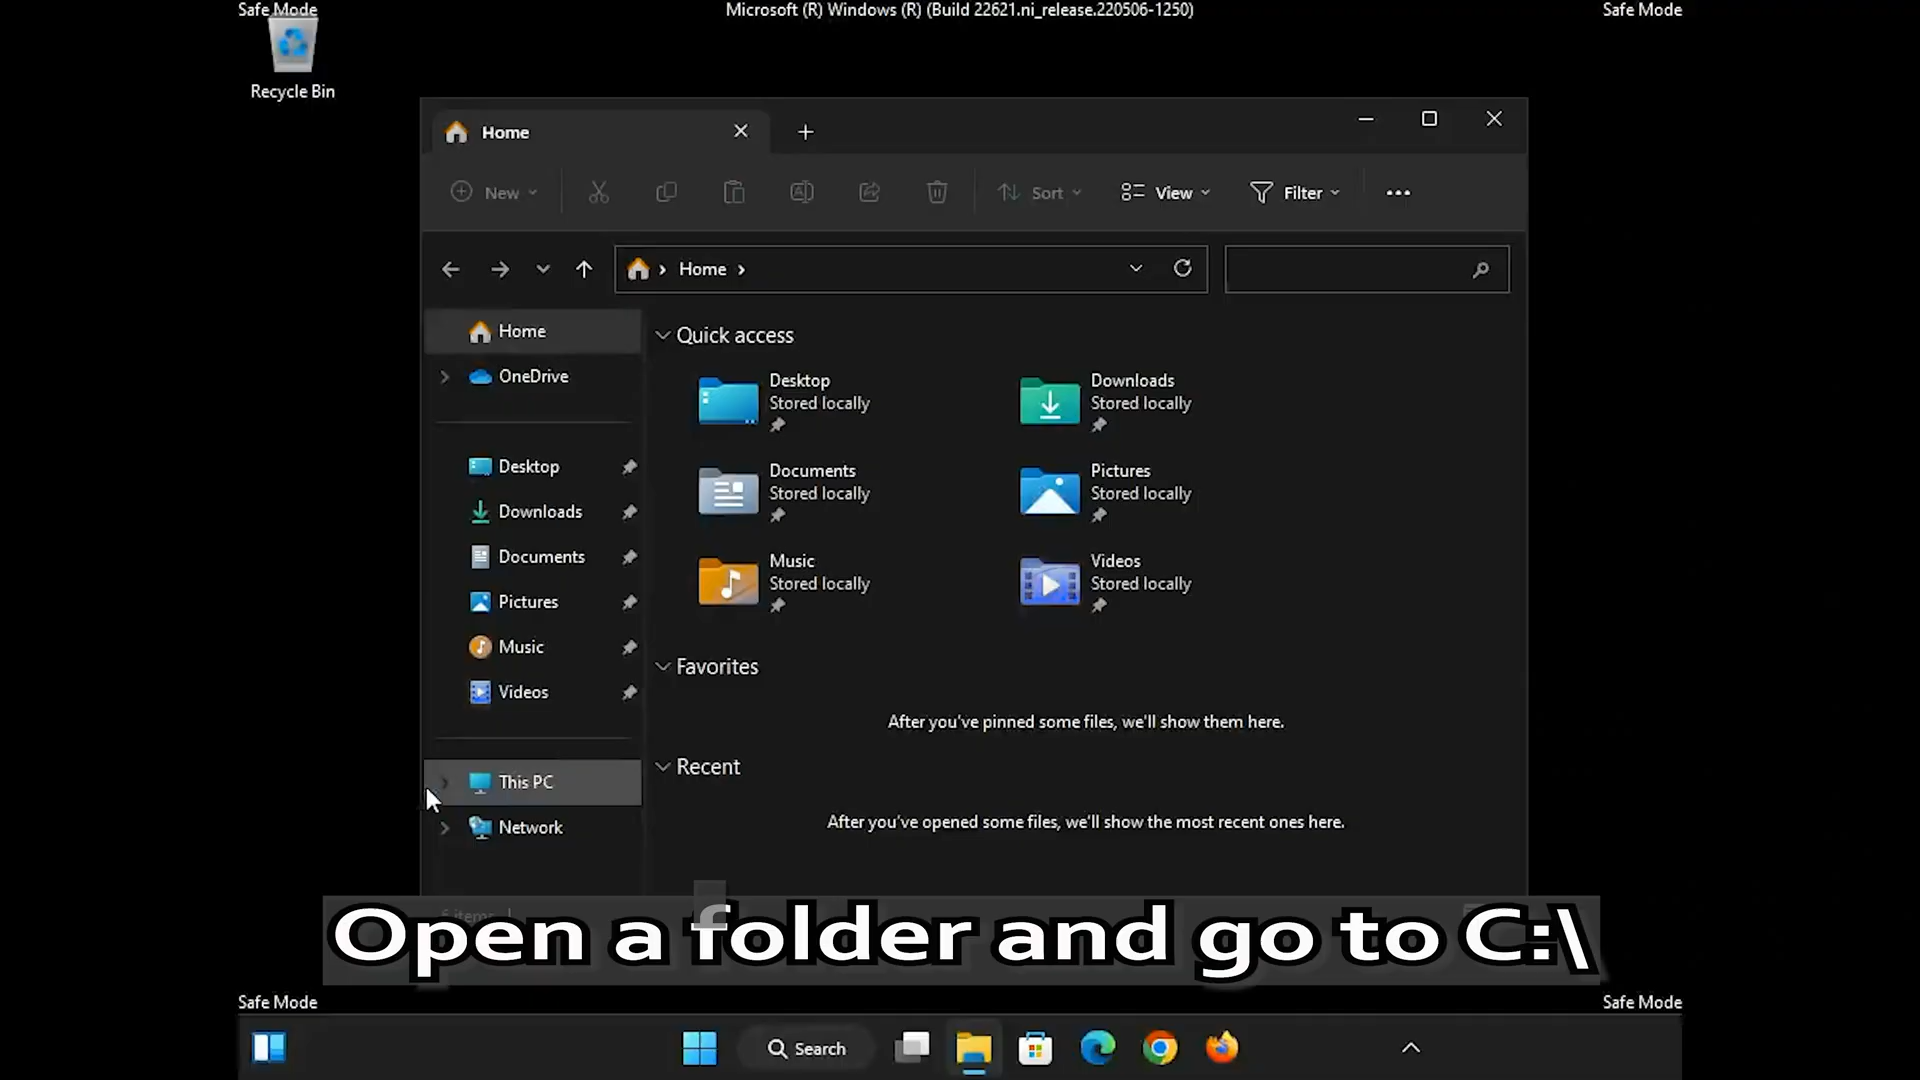 Safe Mode
Microsoft (R) Windows (R) (Build 22621.ni_release.220506-1250)
Safe Mode
Recycle Bin
Home
New
Sort
View
Filter
Home
Home
OneDrive
Desktop
Downloads
Documents
Pictures
Music
Videos
This PC
Network
Quick access
Desktop
Stored locally
Downloads
Stored locally
Documents
Stored locally
Pictures
Stored locally
Music
Stored locally
Videos
Stored locally
Favorites
After you've pinned some files, we'll show them here.
Recent
After you've opened some files, we'll show the most recent ones here.
6 items
Open a folder and go to C:\
Safe Mode
Safe Mode
Search